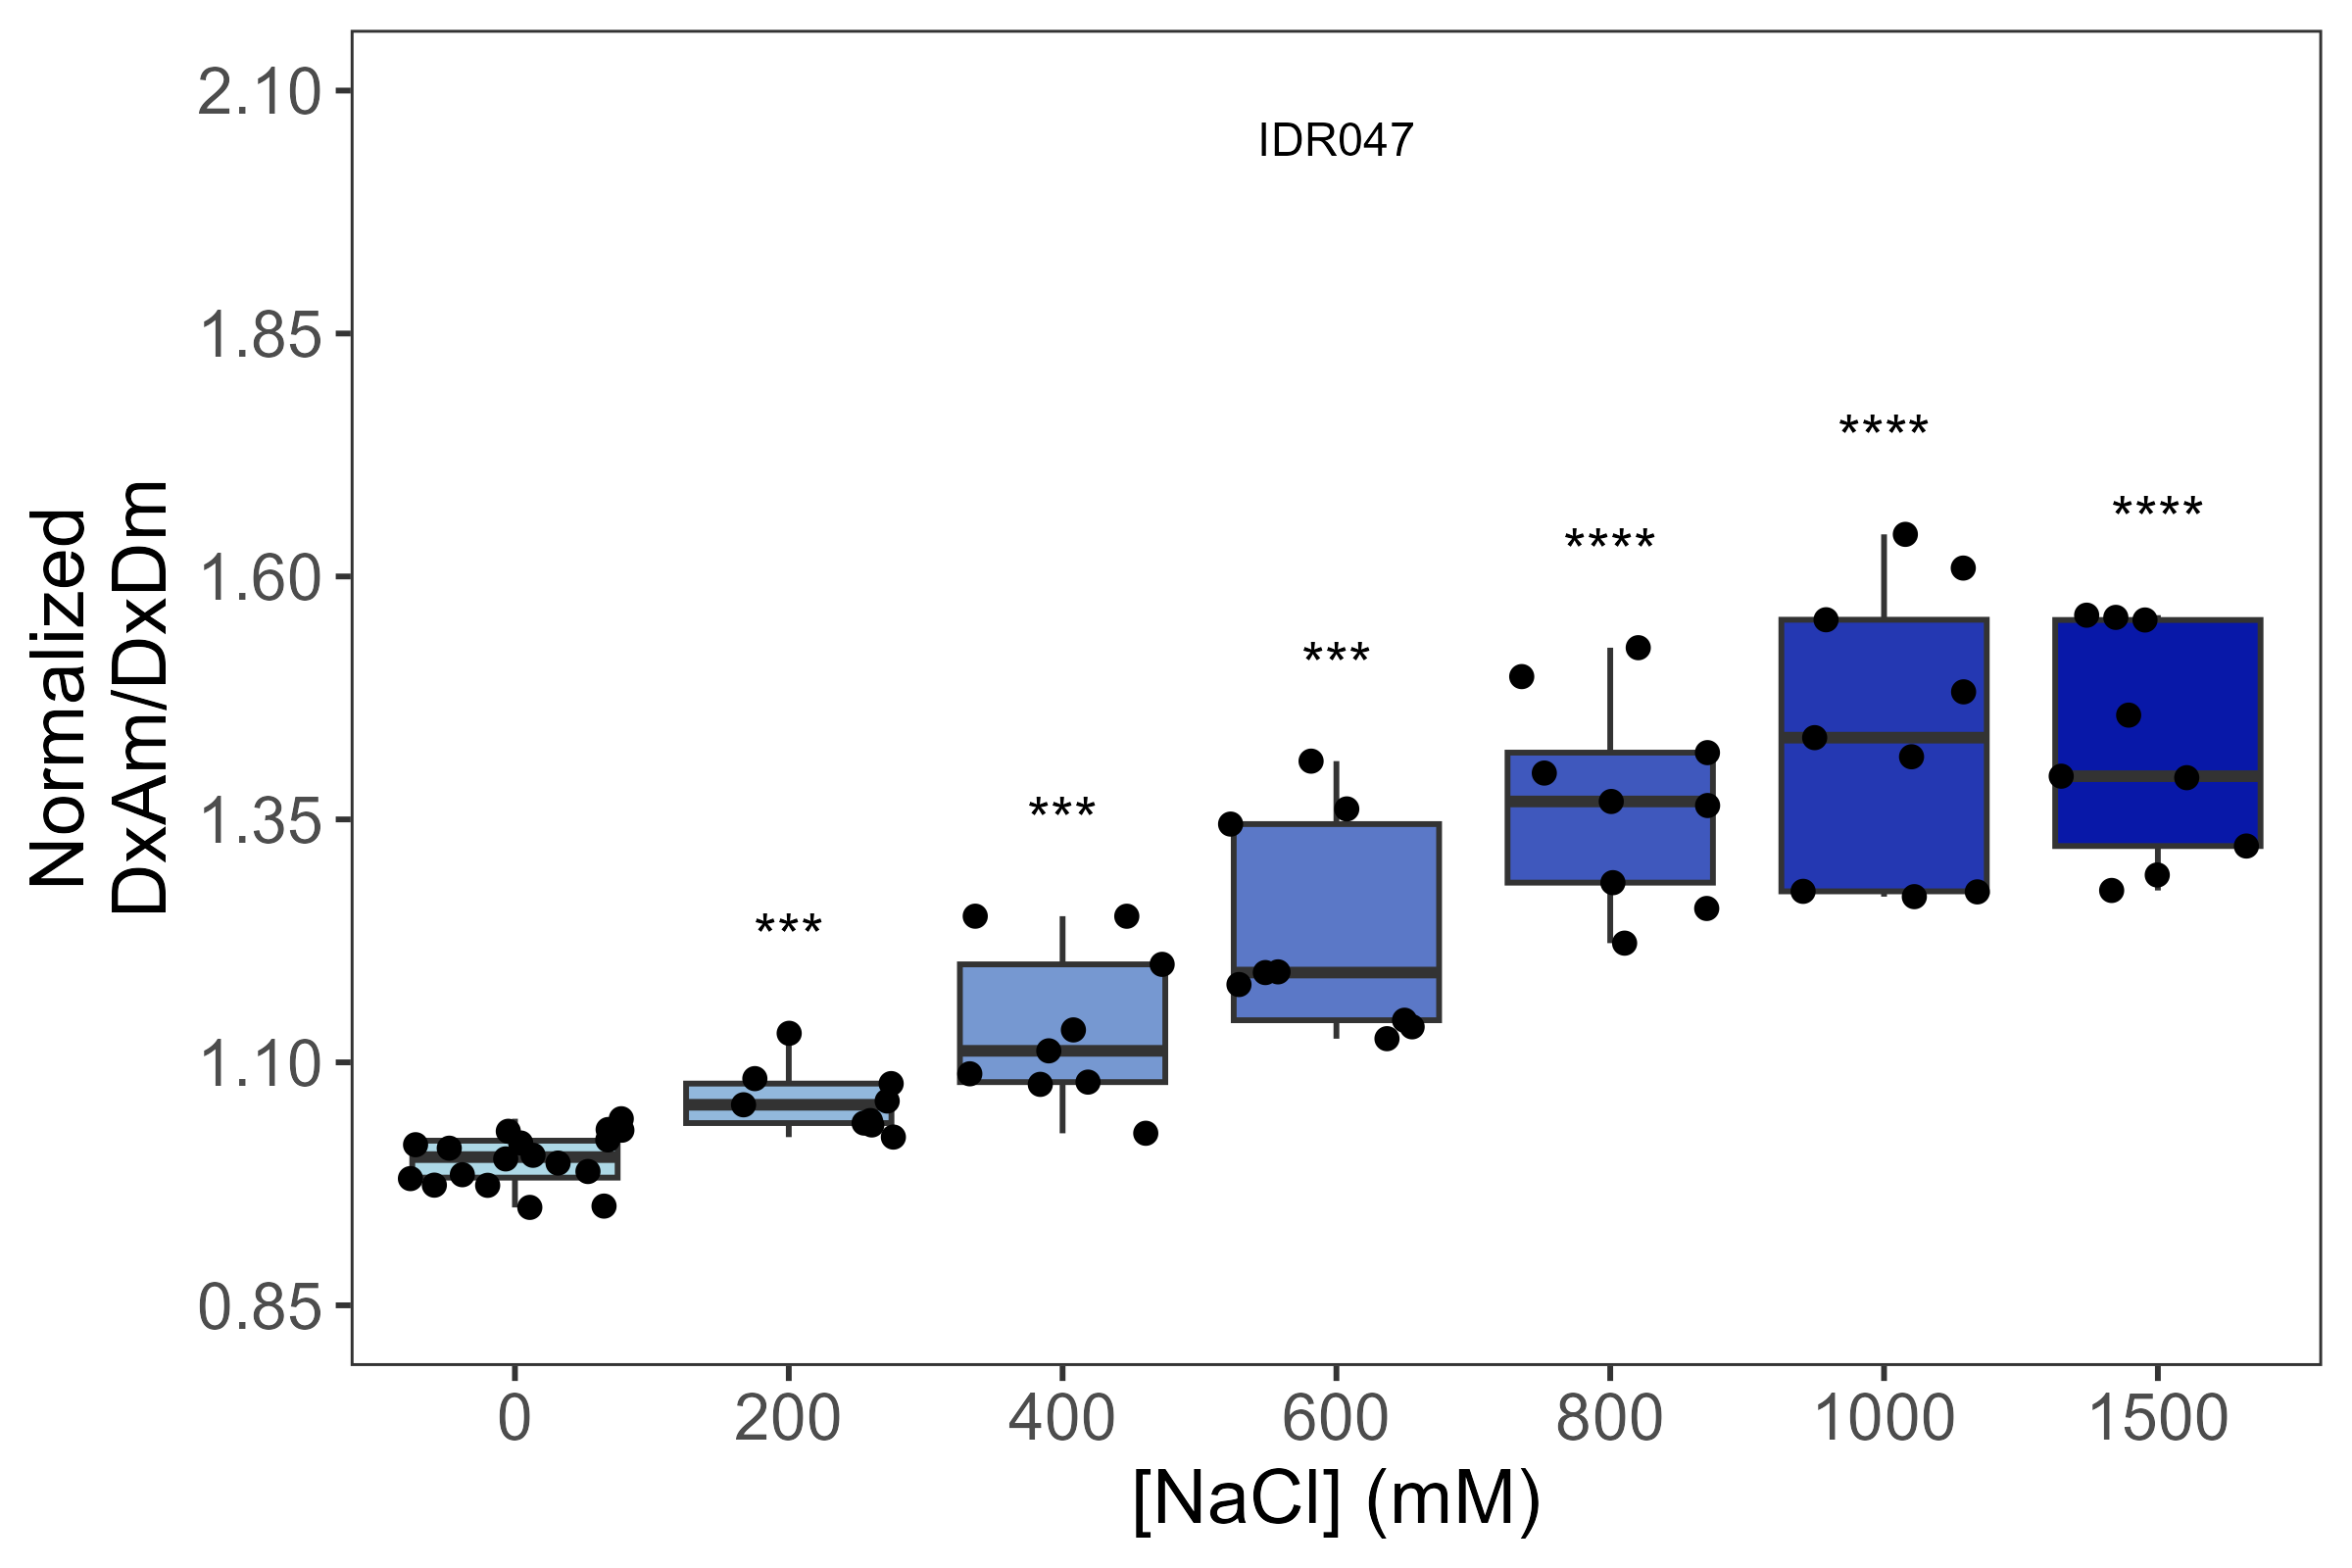 IDR047
2.10
1.85
1.60
1.35
1.10
0.85
Normalized
DxAm/DxDm
****
****
****
***
***
***
0 200 400 600 800 1000 1500
[NaCl] (mM)